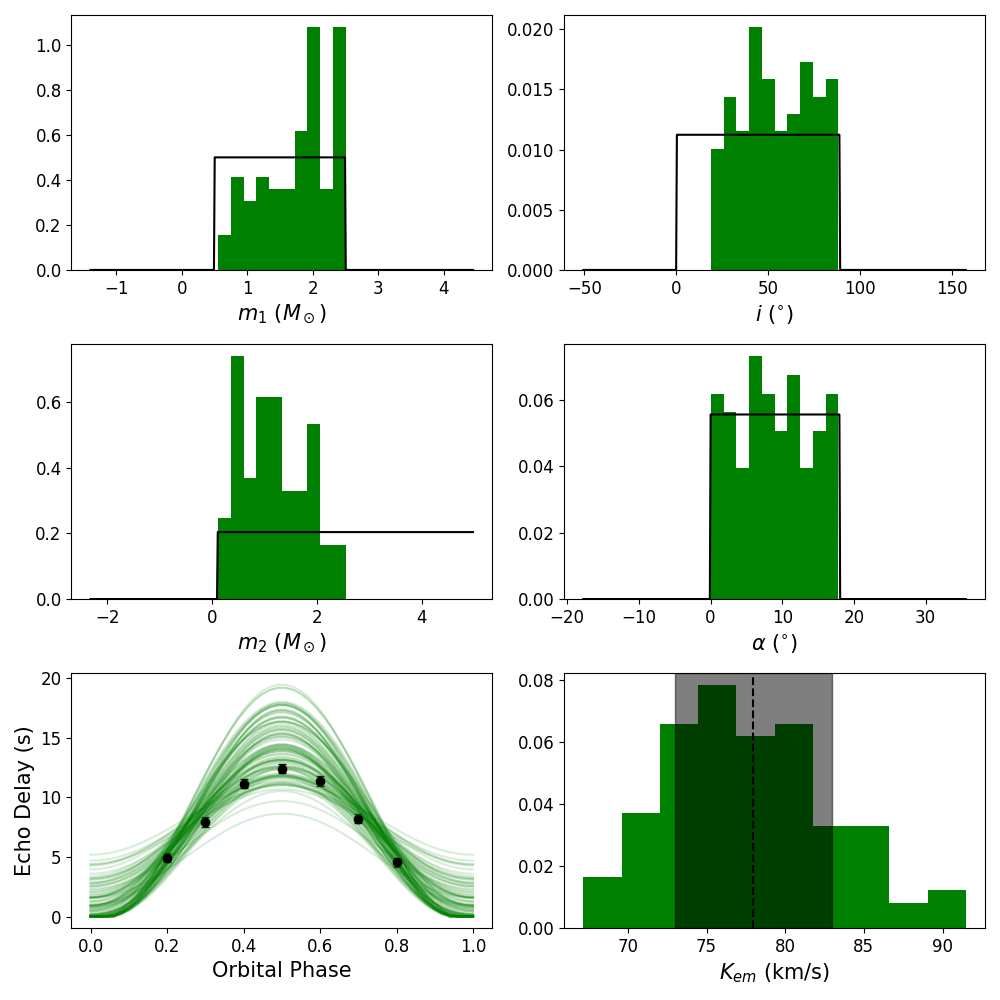 1.0
0.8
0.6
0.4
0.2
0.0
−1 0 1 2 3 4
m₁ (M⊙)
0.020
0.015
0.010
0.005
0.000
−50 0 50 100 150
i (°)
0.6
0.4
0.2
0.0
−2 0 2 4
m₂ (M⊙)
0.06
0.04
0.02
0.00
−20 −10 0 10 20 30
α (°)
20
15
10
5
0
Echo Delay (s)
0.0 0.2 0.4 0.6 0.8 1.0
Orbital Phase
0.08
0.06
0.04
0.02
0.00
70 75 80 85 90
K_em (km/s)